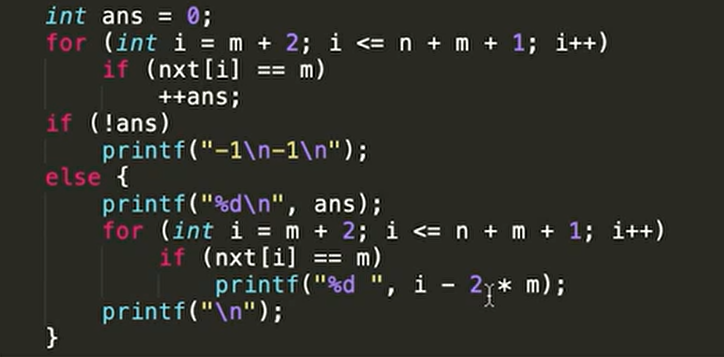 int ans = 0;
for (int i = m + 2; i <= n + m + 1; i++)
if (nxt[i] == m)
++ans;
if (!ans)
printf("-1\n-1\n");
else {
printf("%d\n", ans);
for (int i = m + 2; i <= n + m + 1; i++)
if (nxt[i] == m)
printf("%d ", i - 2 * m);
printf("\n");
}